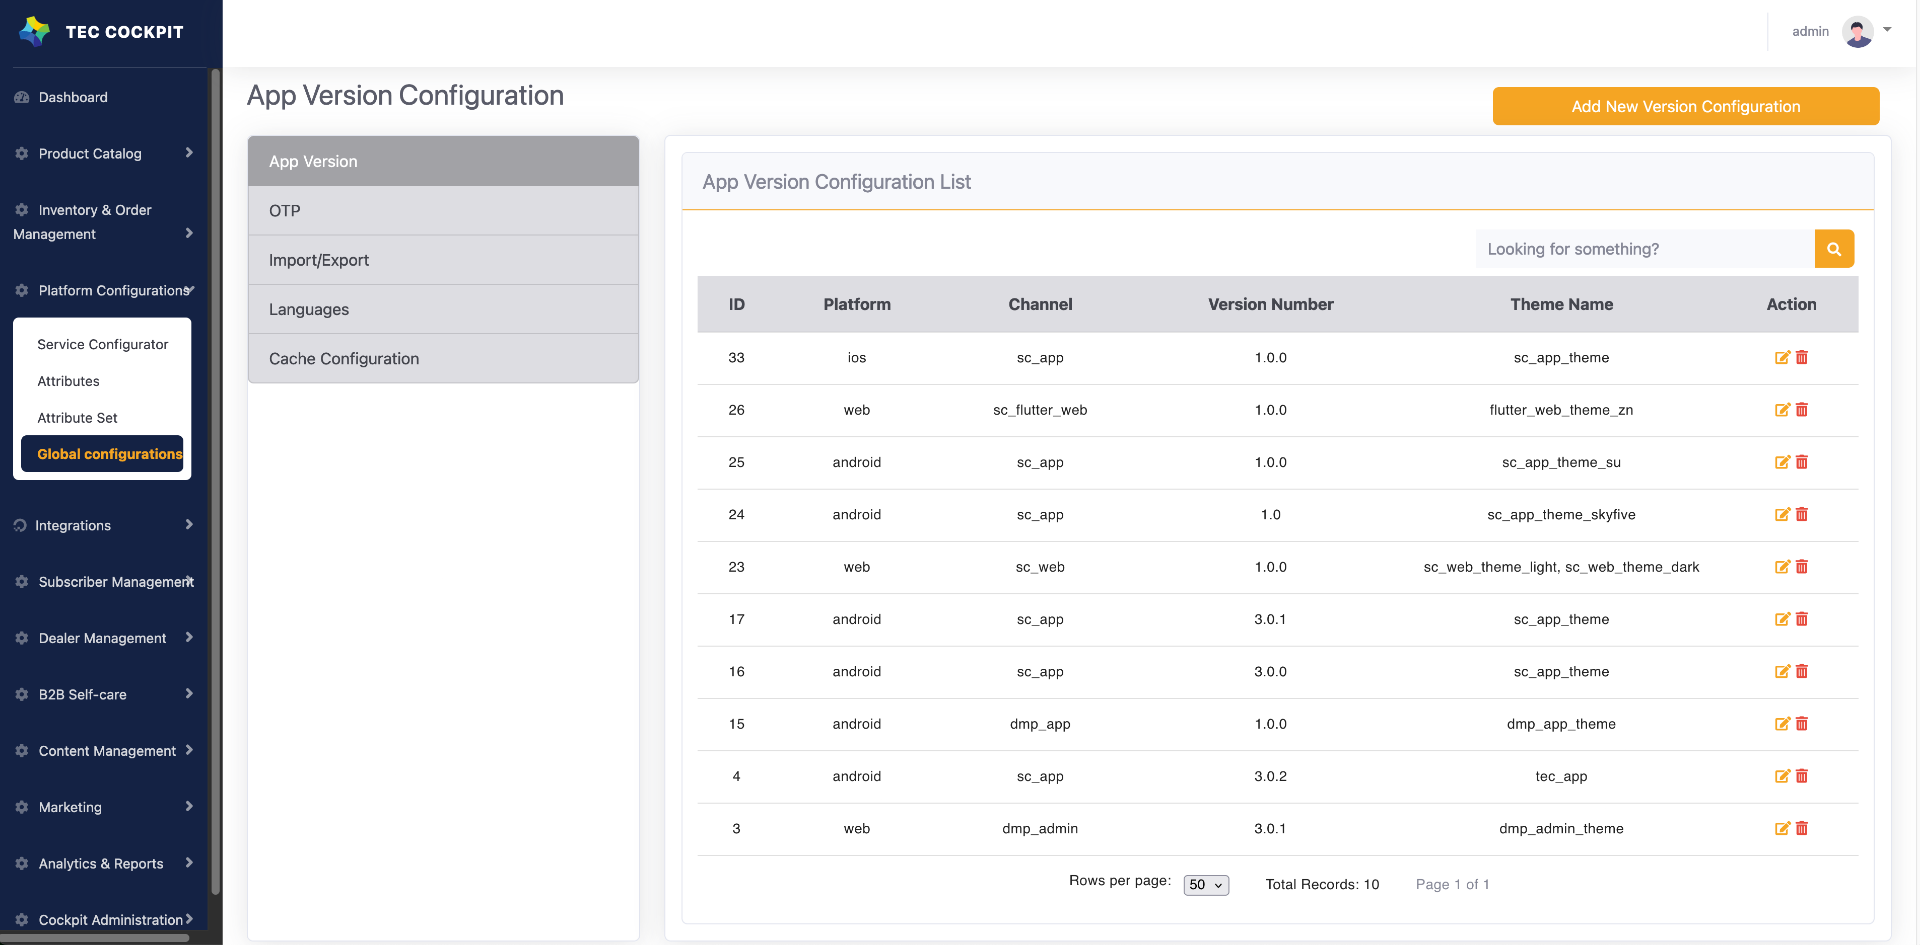 TEC COCKPIT
admin
Dashboard
Product Catalog
Inventory & Order
Management
Platform Configurations
Service Configurator
Attributes
Attribute Set
Global configurations
Integrations
Subscriber Management
Dealer Management
B2B Self-care
Content Management
Marketing
Analytics & Reports
Cockpit Administration
App Version Configuration
Add New Version Configuration
App Version
OTP
Import/Export
Languages
Cache Configuration
App Version Configuration List
Looking for something?
ID Platform Channel Version Number Theme Name Action
33 ios sc_app 1.0.0 sc_app_theme
26 web sc_flutter_web 1.0.0 flutter_web_theme_zn
25 android sc_app 1.0.0 sc_app_theme_su
24 android sc_app 1.0 sc_app_theme_skyfive
23 web sc_web 1.0.0 sc_web_theme_light, sc_web_theme_dark
17 android sc_app 3.0.1 sc_app_theme
16 android sc_app 3.0.0 sc_app_theme
15 android dmp_app 1.0.0 dmp_app_theme
4 android sc_app 3.0.2 tec_app
3 web dmp_admin 3.0.1 dmp_admin_theme
Rows per page: 50 Total Records: 10 Page 1 of 1